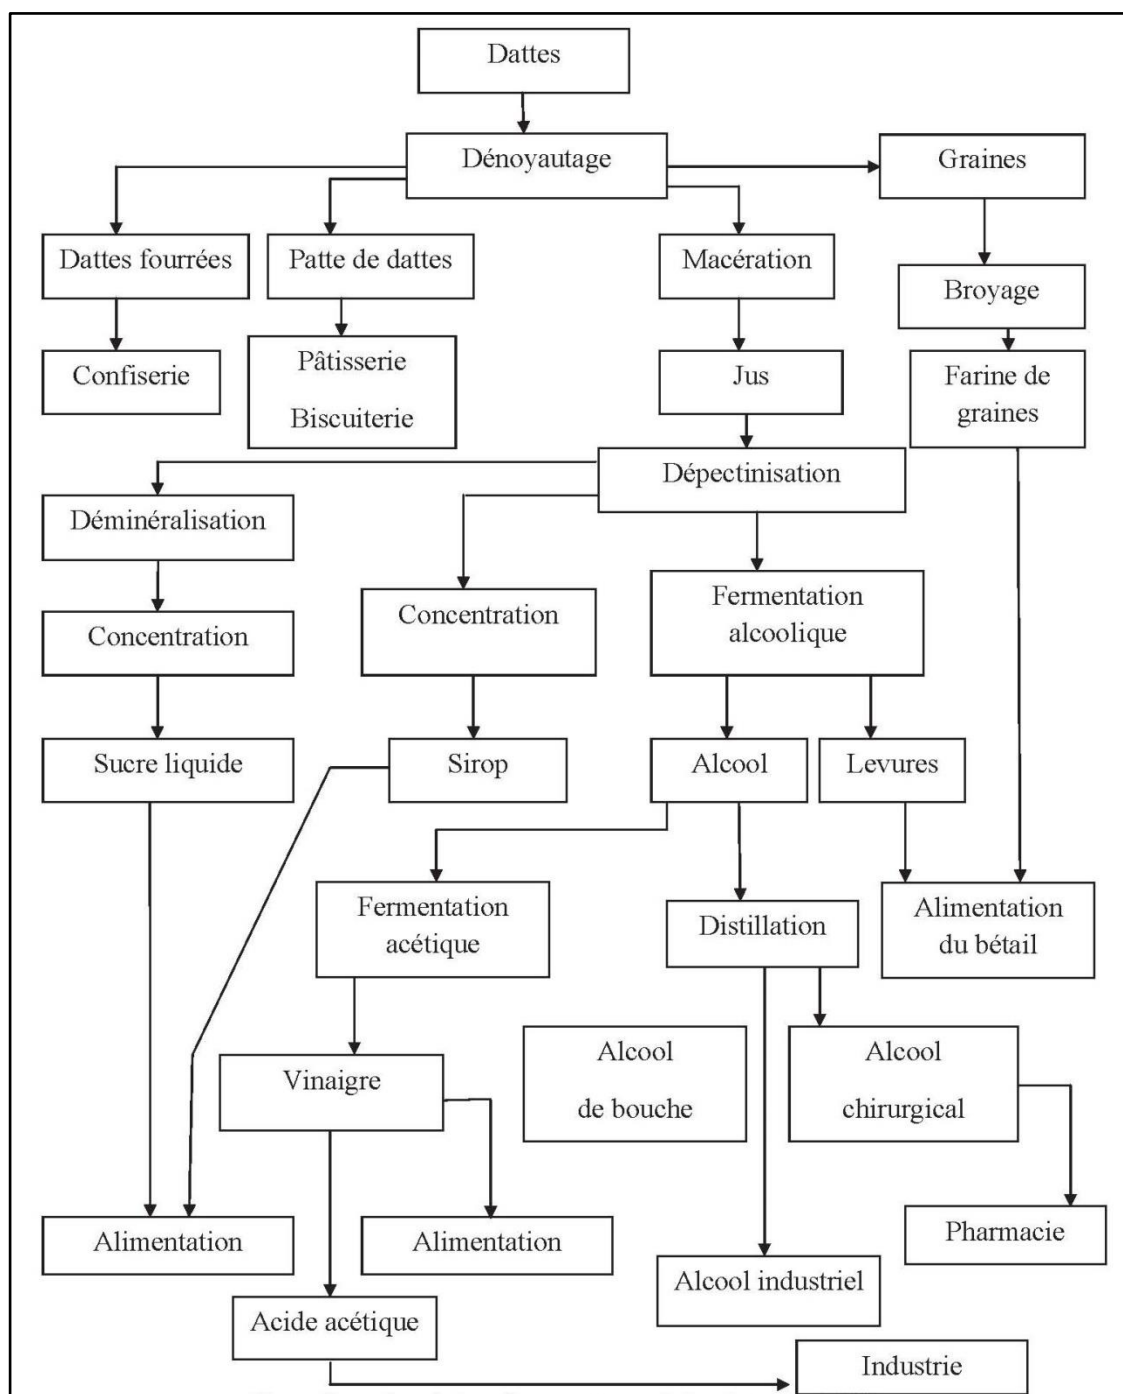 Dattes
Dénoyautage
Graines
Dattes fourrées
Patte de dattes
Macération
Broyage
Confiserie
Pâtisserie
Biscuiterie
Jus
Farine de
graines
Dépectinisation
Déminéralisation
Concentration
Concentration
Fermentation
alcoolique
Sucre liquide
Sirop
Alcool
Levures
Fermentation
acétique
Distillation
Alimentation
du bétail
Vinaigre
Alcool
de bouche
Alcool
chirurgical
Alimentation
Alimentation
Pharmacie
Alcool industriel
Acide acétique
Industrie